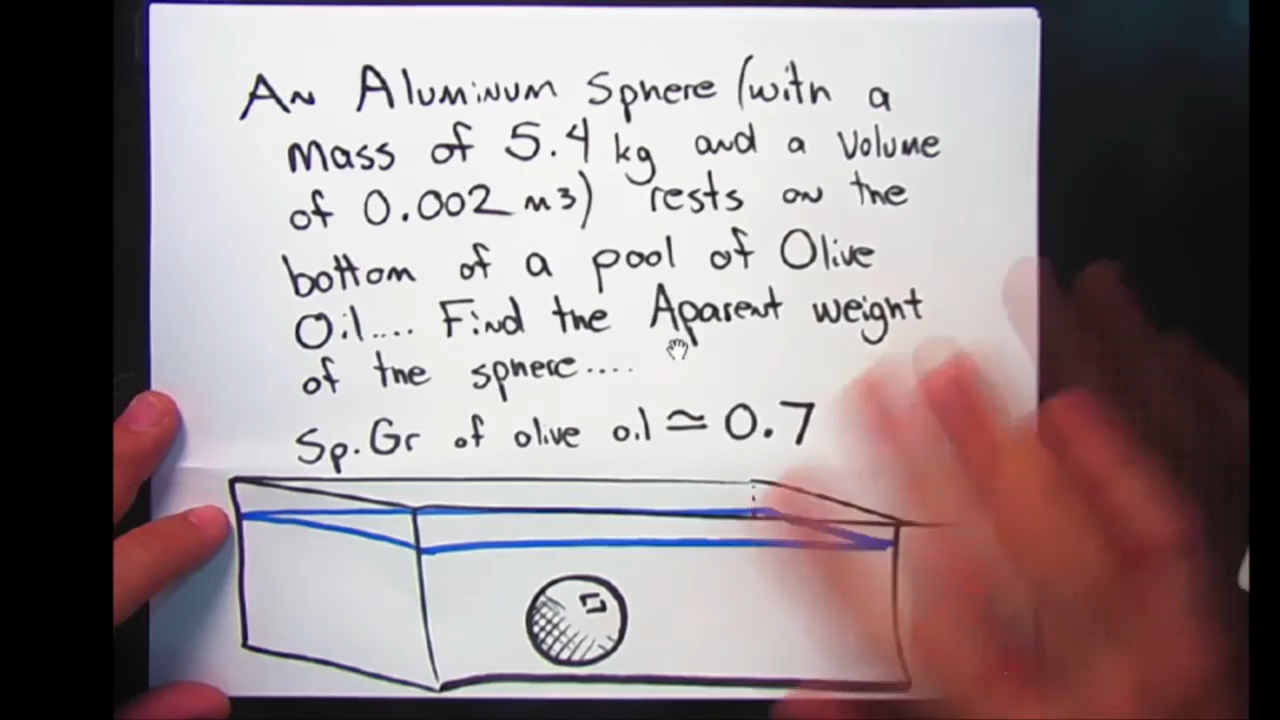 An Aluminum Sphere (with a
mass of 5.4 kg and a volume
of 0.002 m3) rests on the
bottom of a pool of Olive
Oil.... Find the Aparent weight
of the sphere....
Sp.Gr of olive oil ≃ 0.7